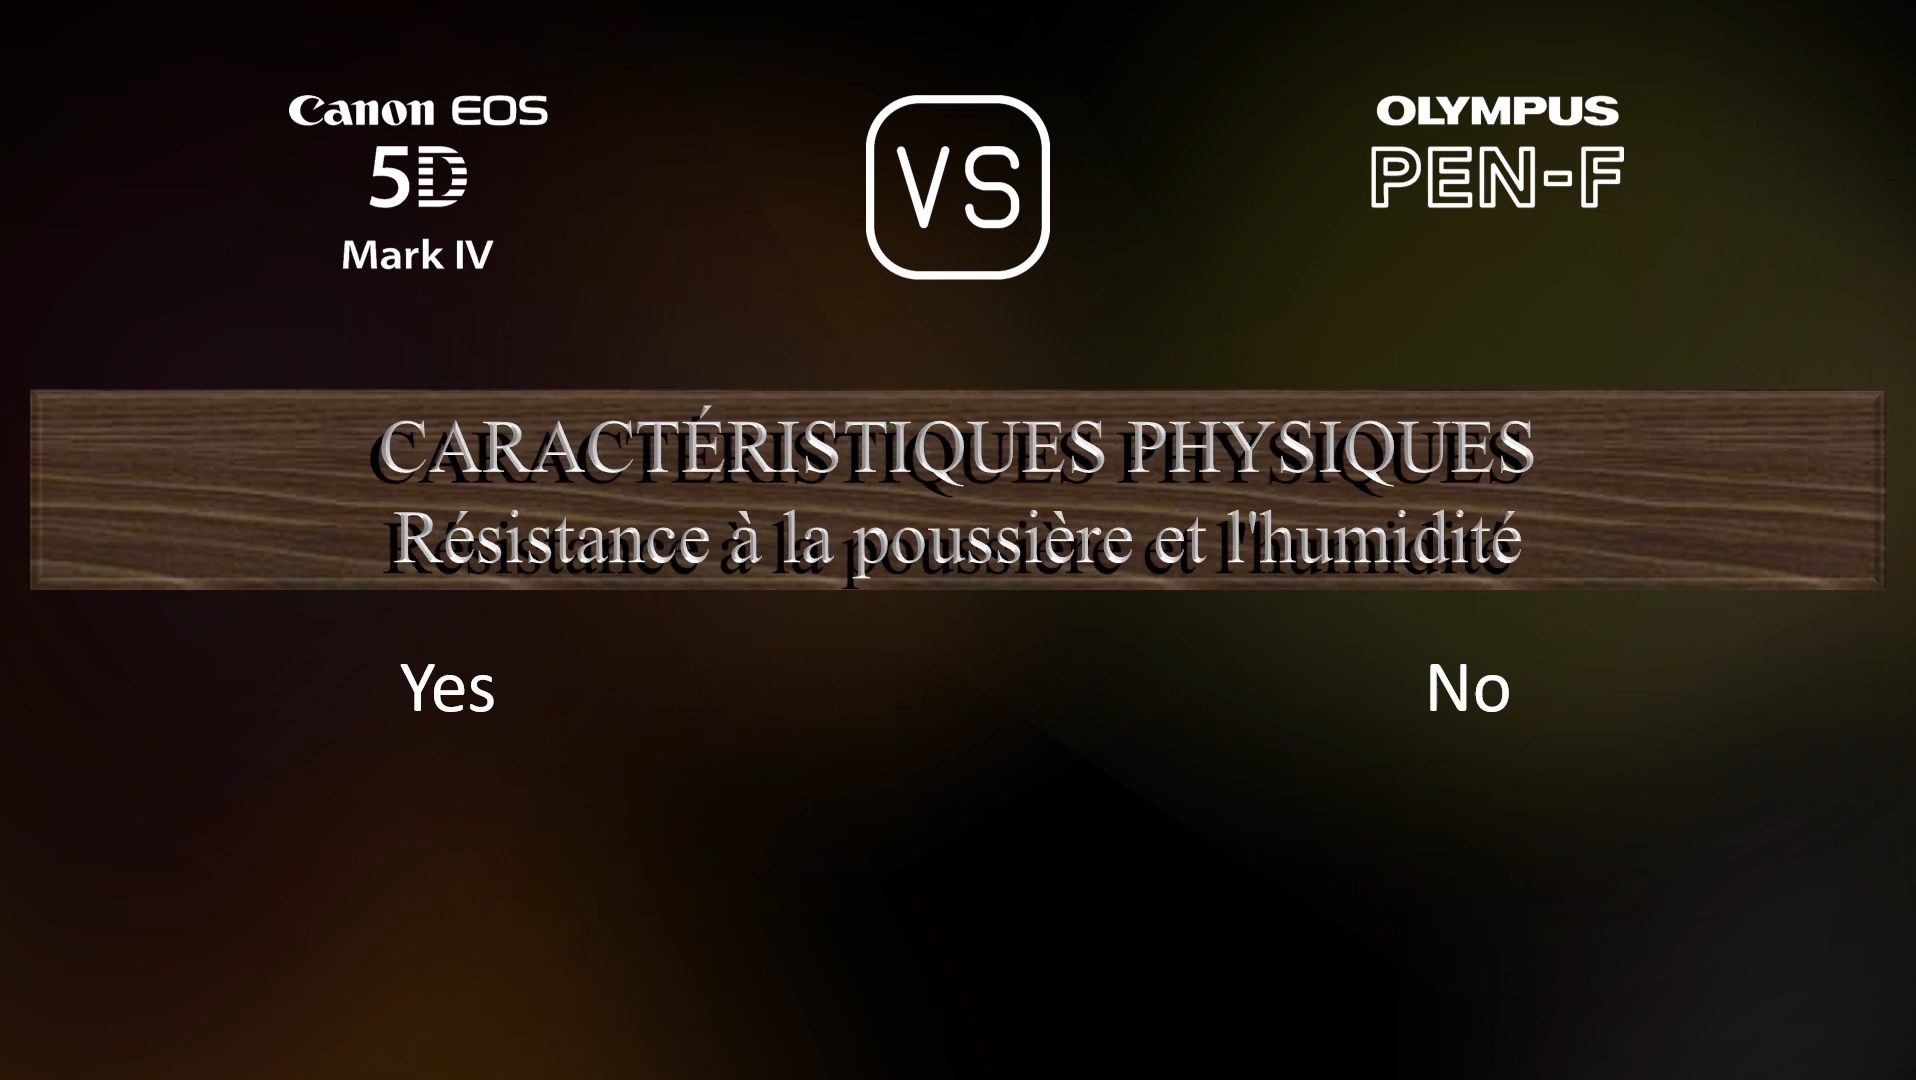 Canon EOS
5D
Mark IV
VS
OLYMPUS
PEN-F
CARACTÉRISTIQUES PHYSIQUES
Résistance à la poussière et l'humidité
Yes
No